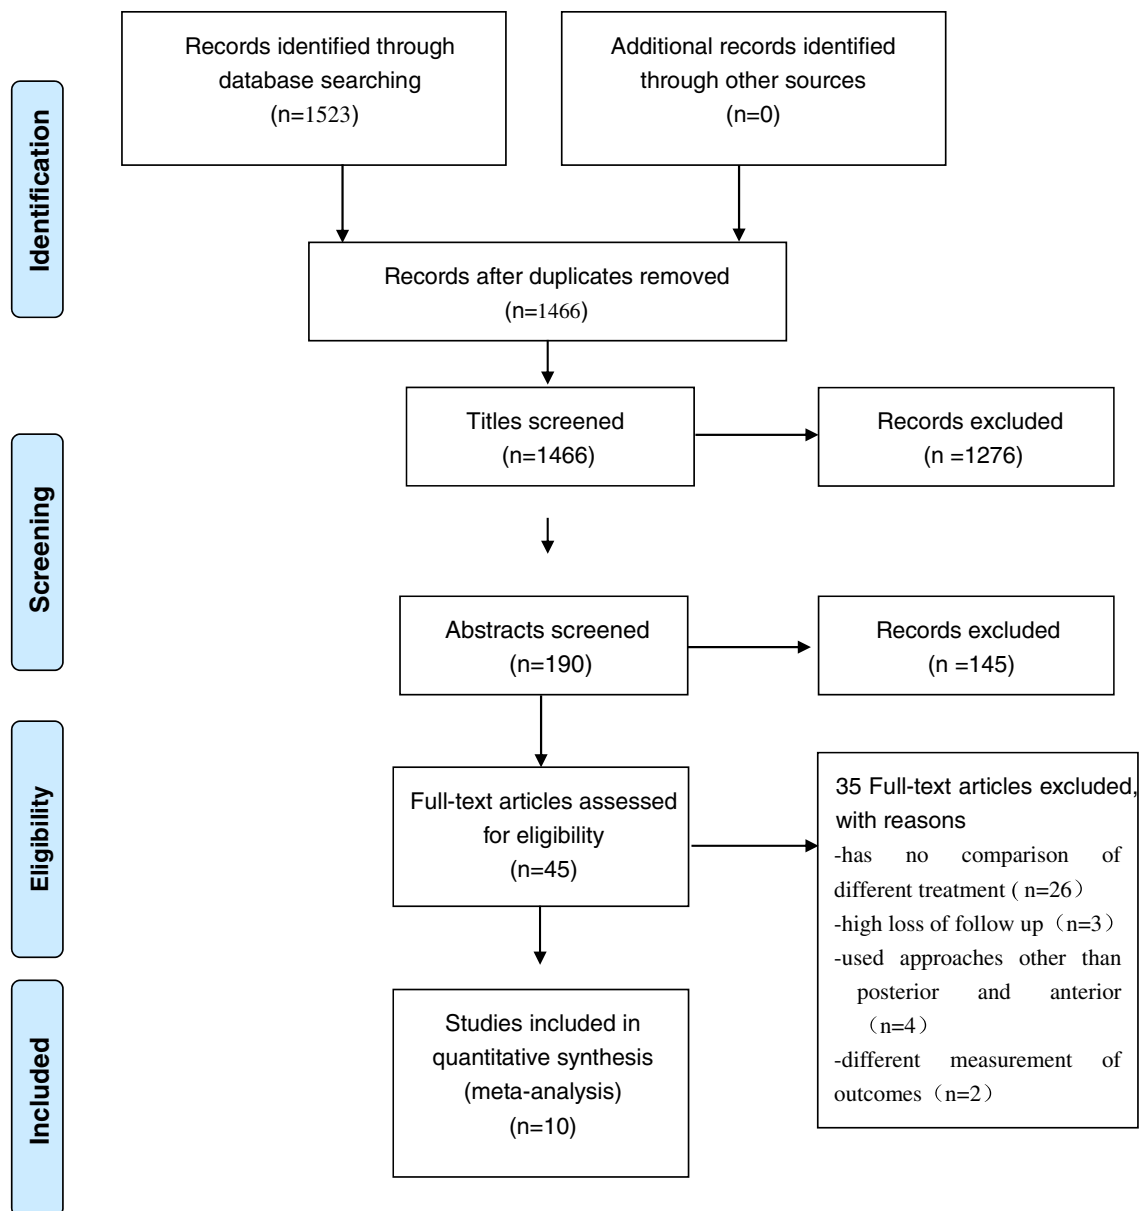 Records identified through
database searching
(n=1523)
Additional records identified
through other sources
(n=0)
Identification
Records after duplicates removed
(n=1466)
Titles screened
(n=1466)
Records excluded
(n =1276)
Screening
Abstracts screened
(n=190)
Records excluded
(n =145)
Eligibility
Full-text articles assessed
for eligibility
(n=45)
35 Full-text articles excluded,
with reasons
-has no comparison of
different treatment ( n=26)
-high loss of follow up（n=3）
-used approaches other than
posterior and anterior
（n=4）
-different measurement of
outcomes（n=2）
Included
Studies included in
quantitative synthesis
(meta-analysis)
(n=10)